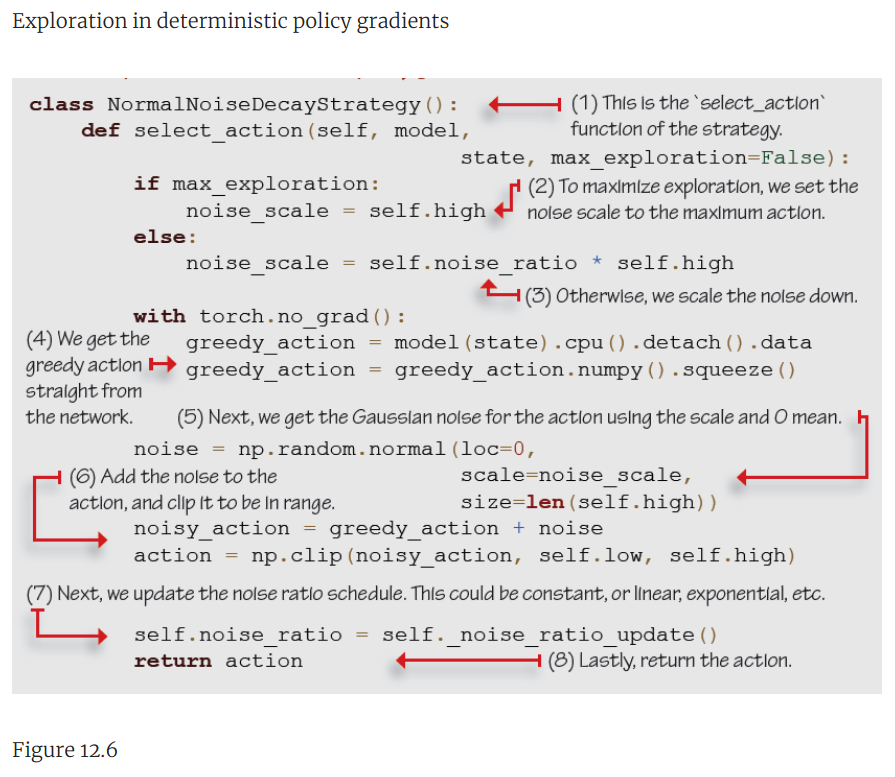 Exploration in deterministic policy gradients
class NormalNoiseDecayStrategy():
(1) This is the `select_action`
def select_action(self, model,
function of the strategy.
state, max_exploration=False):
if max_exploration:
(2) To maximize exploration, we set the
noise_scale = self.high
noise scale to the maximum action.
else:
noise_scale = self.noise_ratio * self.high
(3) Otherwise, we scale the noise down.
with torch.no_grad():
(4) We get the
greedy action
straight from
the network.
greedy_action = model(state).cpu().detach().data
greedy_action = greedy_action.numpy().squeeze()
(5) Next, we get the Gaussian noise for the action using the scale and 0 mean.
noise = np.random.normal(loc=0,
scale=noise_scale,
size=len(self.high))
(6) Add the noise to the
action, and clip it to be in range.
noisy_action = greedy_action + noise
action = np.clip(noisy_action, self.low, self.high)
(7) Next, we update the noise ratio schedule. This could be constant, or linear, exponential, etc.
self.noise_ratio = self._noise_ratio_update()
return action
(8) Lastly, return the action.
Figure 12.6